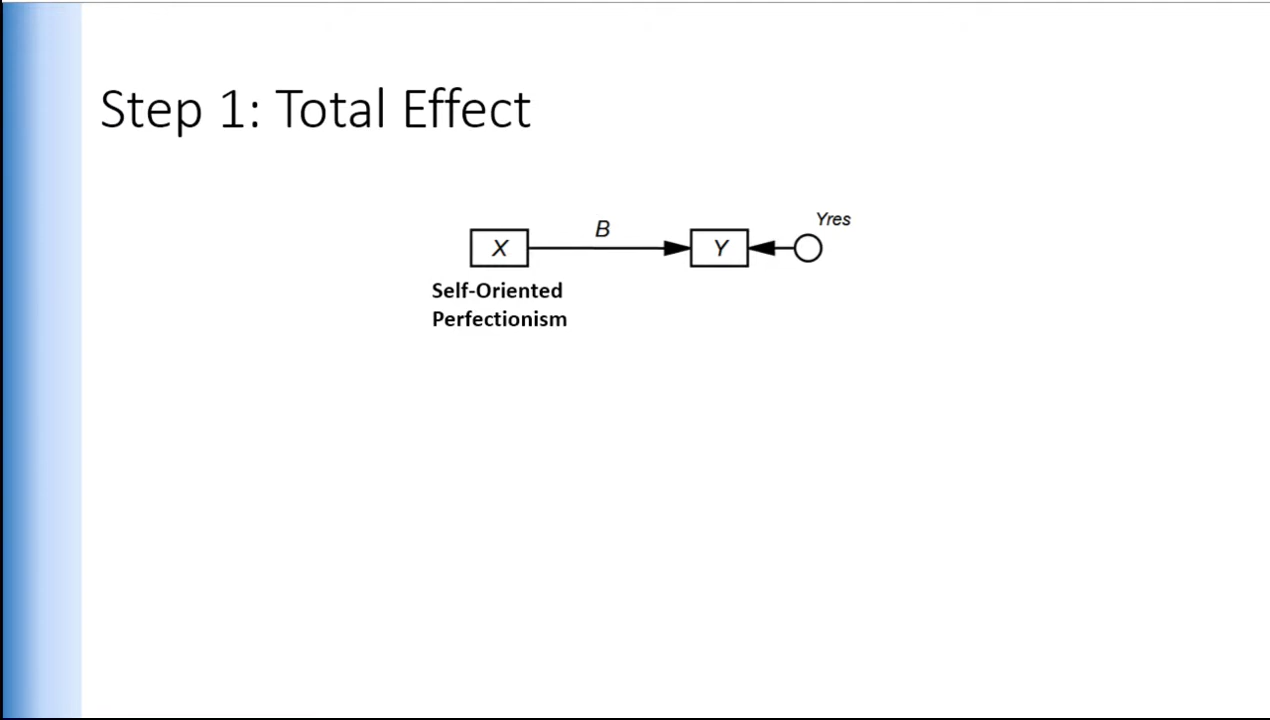 Step 1: Total Effect
Yres
B
X
Y
Self-Oriented
Perfectionism